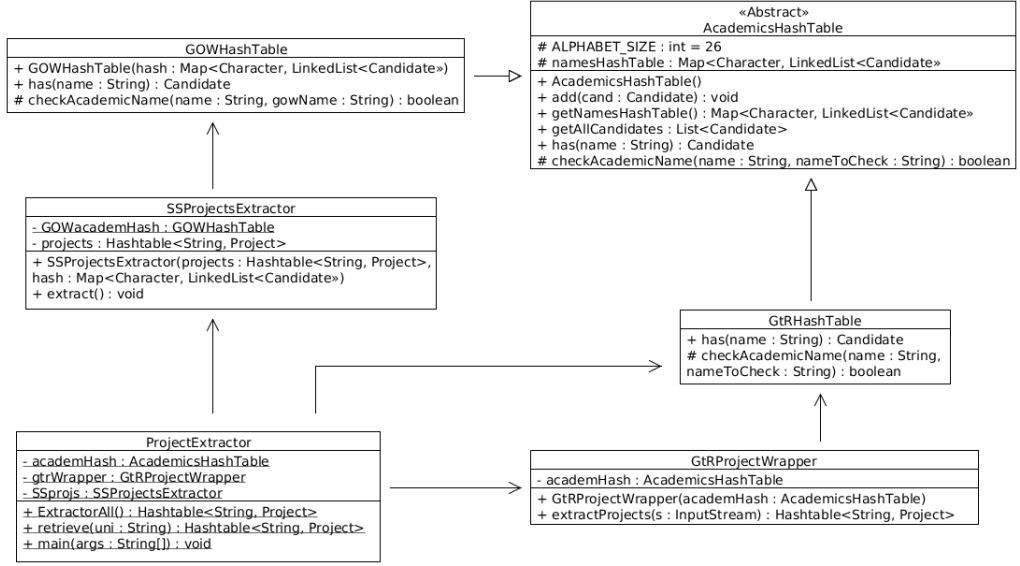 GOWHashTable
+ GOWHashTable(hash : Map<Character, LinkedList<Candidate»)
+ has(name : String) : Candidate
# checkAcademicName(name : String, gowName : String) : boolean
«Abstract»
AcademicsHashTable
# ALPHABET_SIZE : int = 26
# namesHashTable : Map<Character, LinkedList<Candidate»
+ AcademicsHashTable()
+ add(cand : Candidate) : void
+ getNamesHashTable() : Map<Character, LinkedList<Candidate»
+ getAllCandidates : List<Candidate>
+ has(name : String) : Candidate
# checkAcademicName(name : String, nameToCheck : String) : boolean
SSProjectsExtractor
- GOWacademHash : GOWHashTable
- projects : Hashtable<String, Project>
+ SSProjectsExtractor(projects : Hashtable<String, Project>,
hash : Map<Character, LinkedList<Candidate»)
+ extract() : void
GtRHashTable
+ has(name : String) : Candidate
# checkAcademicName(name : String,
nameToCheck : String) : boolean
ProjectExtractor
- academHash : AcademicsHashTable
- gtrWrapper : GtRProjectWrapper
- SSprojs : SSProjectsExtractor
+ ExtractorAll() : Hashtable<String, Project>
+ retrieve(uni : String) : Hashtable<String, Project>
+ main(args : String[]) : void
GtRProjectWrapper
- academHash : AcademicsHashTable
+ GtRProjectWrapper(academHash : AcademicsHashTable)
+ extractProjects(s : InputStream) : Hashtable<String, Project>